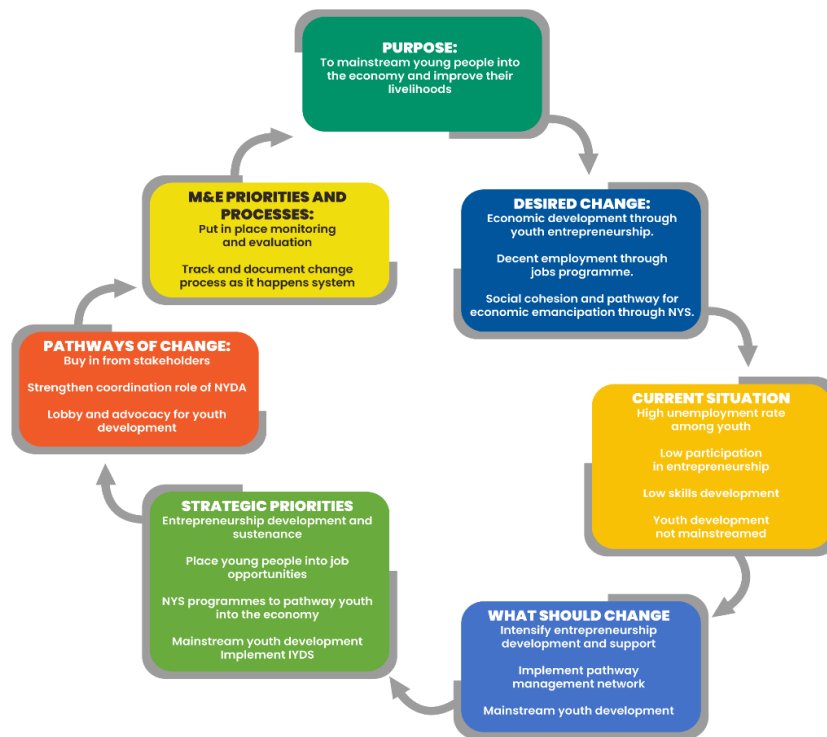 PURPOSE:
To mainstream young people into
the economy and improve their
livelihoods
DESIRED CHANGE:
Economic development through
youth entrepreneurship.
Decent employment through
jobs programme.
Social cohesion and pathway for
economic emancipation through NYS.
CURRENT SITUATION
High unemployment rate
among youth
Low participation
in entrepreneurship
Low skills development
Youth development
not mainstreamed
WHAT SHOULD CHANGE
Intensify entrepreneurship
development and support
Implement pathway
management network
Mainstream youth development
STRATEGIC PRIORITIES
Entrepreneurship development and
sustenance
Place young people into job
opportunities
NYS programmes to pathway youth
into the economy
Mainstream youth development
Implement IYDS
PATHWAYS OF CHANGE:
Buy in from stakeholders
Strengthen coordination role of NYDA
Lobby and advocacy for youth
development
M&E PRIORITIES AND
PROCESSES:
Put in place monitoring
and evaluation
Track and document change
process as it happens system